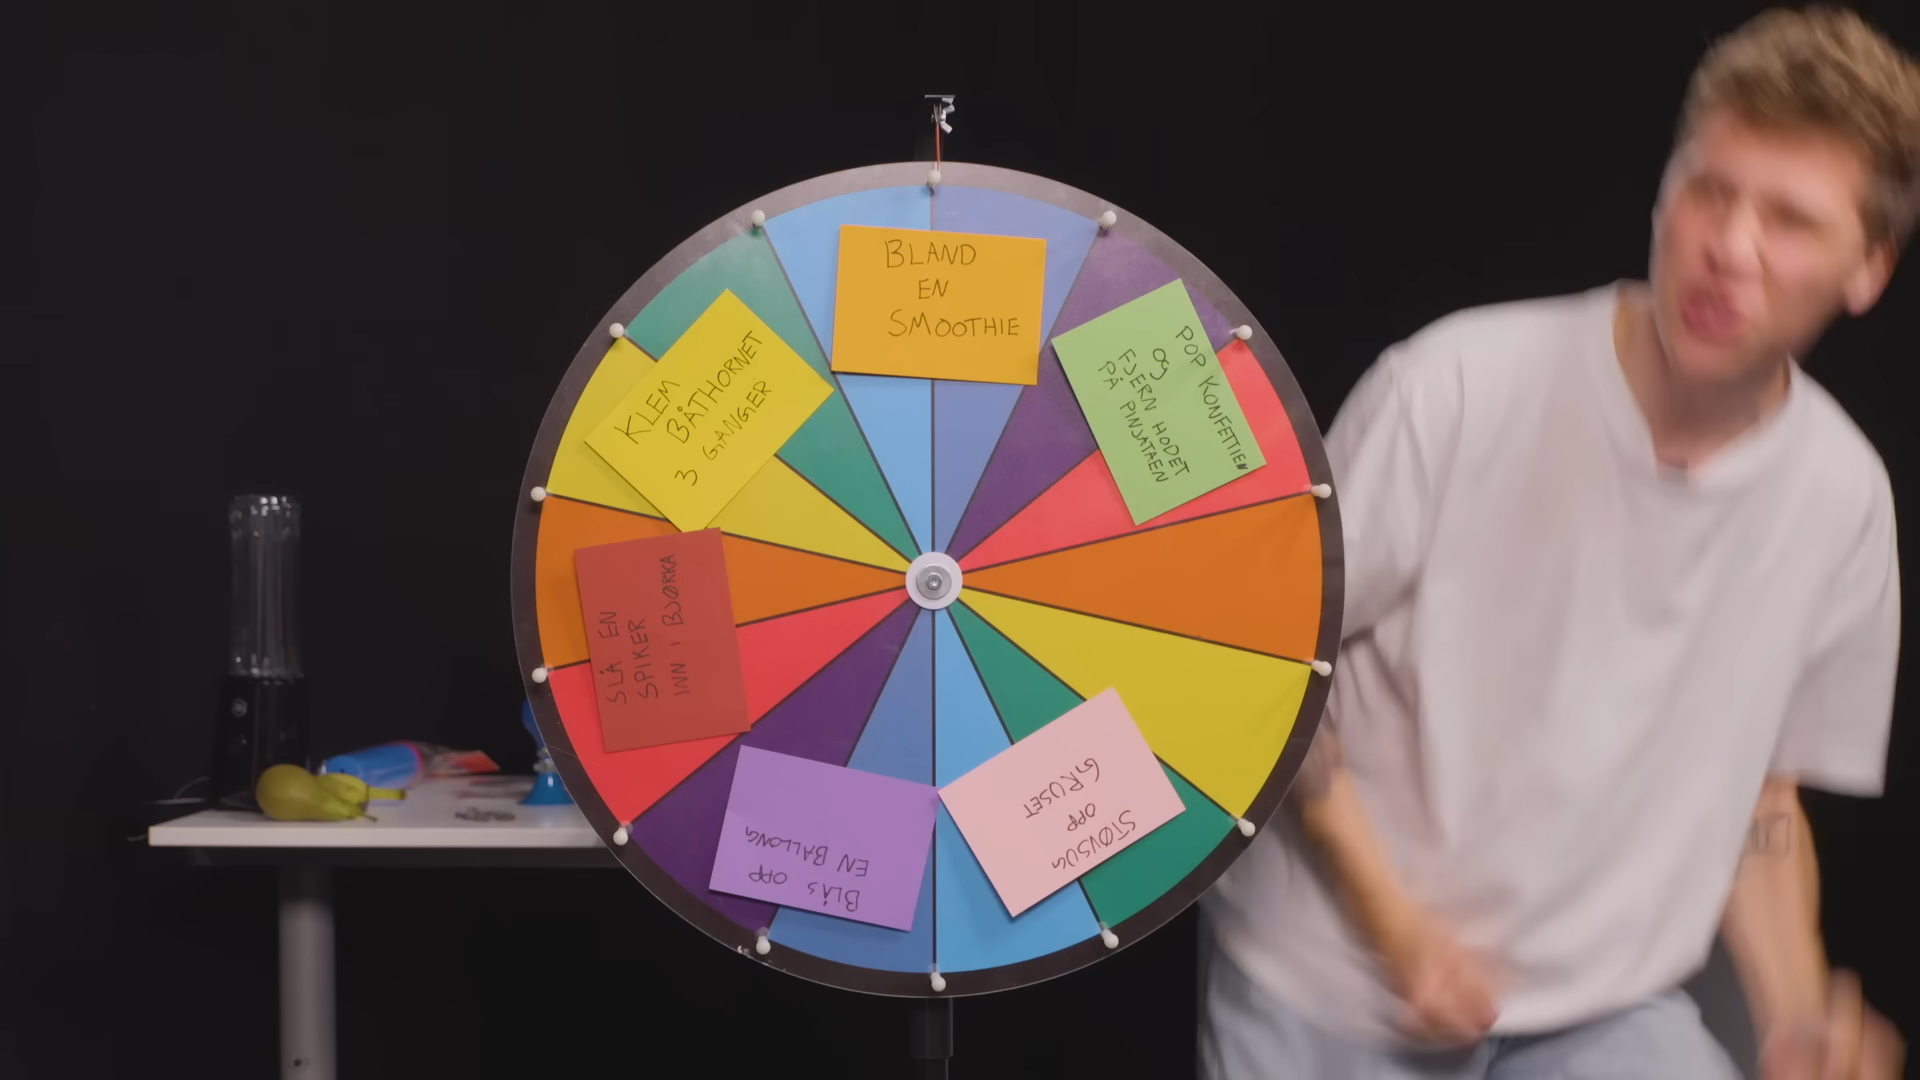 BLAND
EN
SMOOTHIE
POP KONFETTIEN
OG
FJERN HODET
PÅ PINJATAEN
KLEM
BÅTHORNET
3 GANGER
SLÅ EN
SPIKER
INN I BJØRKA
BLÅS OPP
EN BALLONG
STØVSUG
OPP
GRUSET